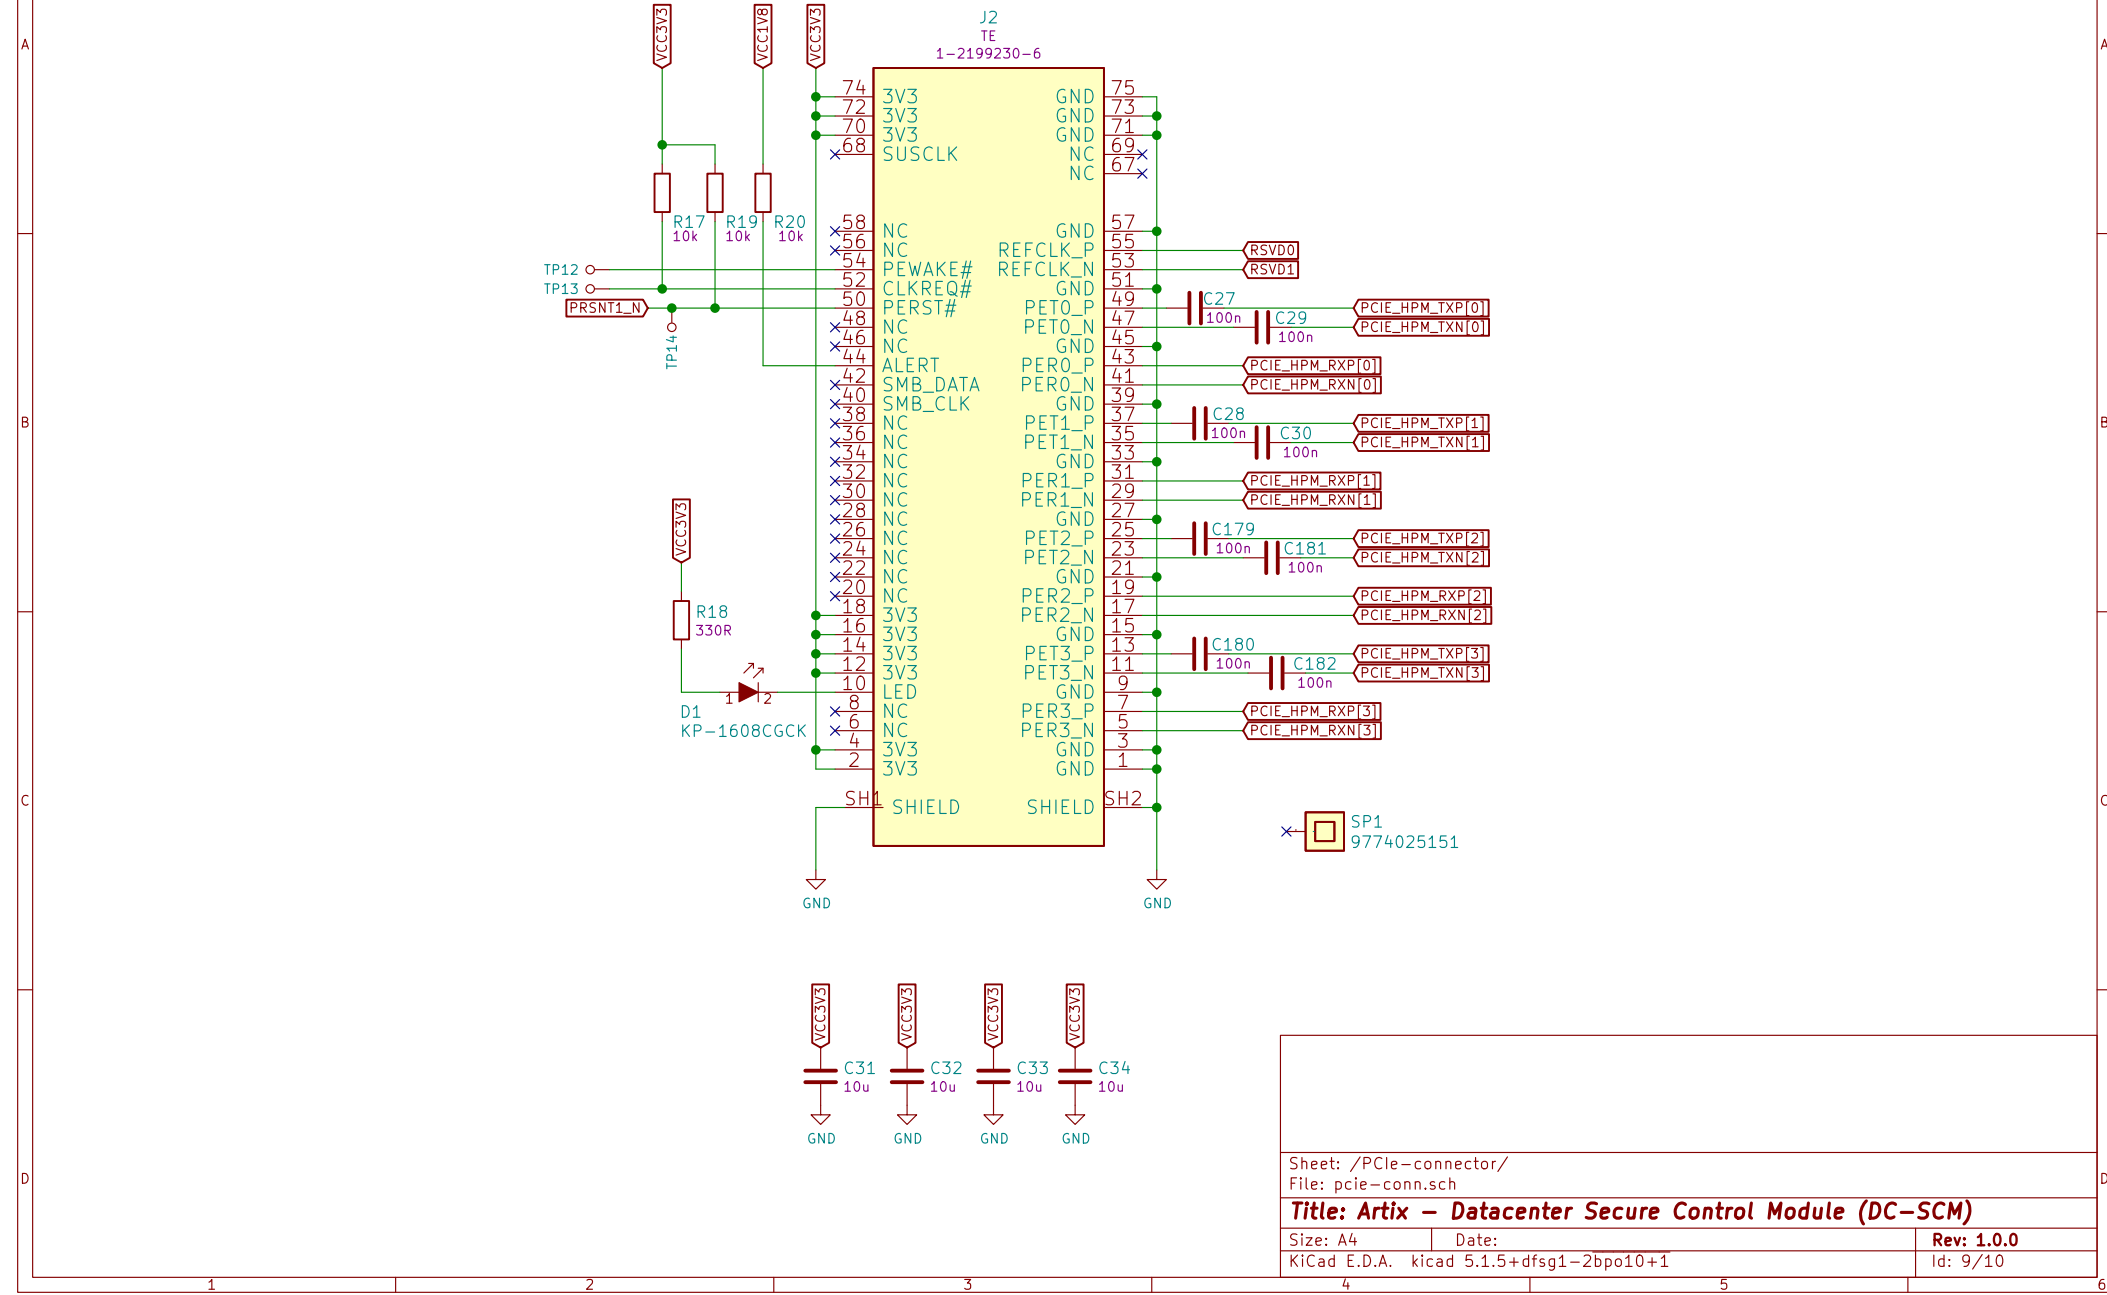 VCC3V3
VCC1V8
VCC3V3
J2
TE
1-2199230-6
A
A
74 3V3 GND 75
72 3V3 GND 73
70 3V3 GND 71
68 SUSCLK NC 69
NC 67
R17
10k
R19
10k
R20
10k
58 NC GND 57
56 NC REFCLK_P 55 RSVD0
TP12 54 PEWAKE# REFCLK_N 53 RSVD1
TP13 52 CLKREQ# GND 51
PRSNT1_N 50 PERST# PET0_P 49 C27 100n PCIE_HPM_TXP[0]
TP14 48 NC PET0_N 47 C29 100n PCIE_HPM_TXN[0]
46 NC GND 45
44 ALERT PER0_P 43 PCIE_HPM_RXP[0]
42 SMB_DATA PER0_N 41 PCIE_HPM_RXN[0]
40 SMB_CLK GND 39
B
B
38 NC PET1_P 37 C28 100n PCIE_HPM_TXP[1]
36 NC PET1_N 35 C30 100n PCIE_HPM_TXN[1]
34 NC GND 33
32 NC PER1_P 31 PCIE_HPM_RXP[1]
30 NC PER1_N 29 PCIE_HPM_RXN[1]
28 NC GND 27
VCC3V3
26 NC PET2_P 25 C179 100n PCIE_HPM_TXP[2]
24 NC PET2_N 23 C181 100n PCIE_HPM_TXN[2]
22 NC GND 21
20 NC PER2_P 19 PCIE_HPM_RXP[2]
18 3V3 PER2_N 17 PCIE_HPM_RXN[2]
R18
330R
16 3V3 GND 15
14 3V3 PET3_P 13 C180 100n PCIE_HPM_TXP[3]
12 3V3 PET3_N 11 C182 100n PCIE_HPM_TXN[3]
1 2 10 LED GND 9
D1
KP-1608CGCK
8 NC PER3_P 7 PCIE_HPM_RXP[3]
6 NC PER3_N 5 PCIE_HPM_RXN[3]
4 3V3 GND 3
2 3V3 GND 1
C
C
SH1 SHIELD SHIELD SH2
SP1
9774025151
GND
GND
VCC3V3
VCC3V3
VCC3V3
VCC3V3
C31
10u
C32
10u
C33
10u
C34
10u
GND
GND
GND
GND
D
D
Sheet: /PCIe-connector/
File: pcie-conn.sch
Title: Artix - Datacenter Secure Control Module (DC-SCM)
Size: A4
Date:
Rev: 1.0.0
KiCad E.D.A. kicad 5.1.5+dfsg1-2bpo10+1
Id: 9/10
1
2
3
4
5
6